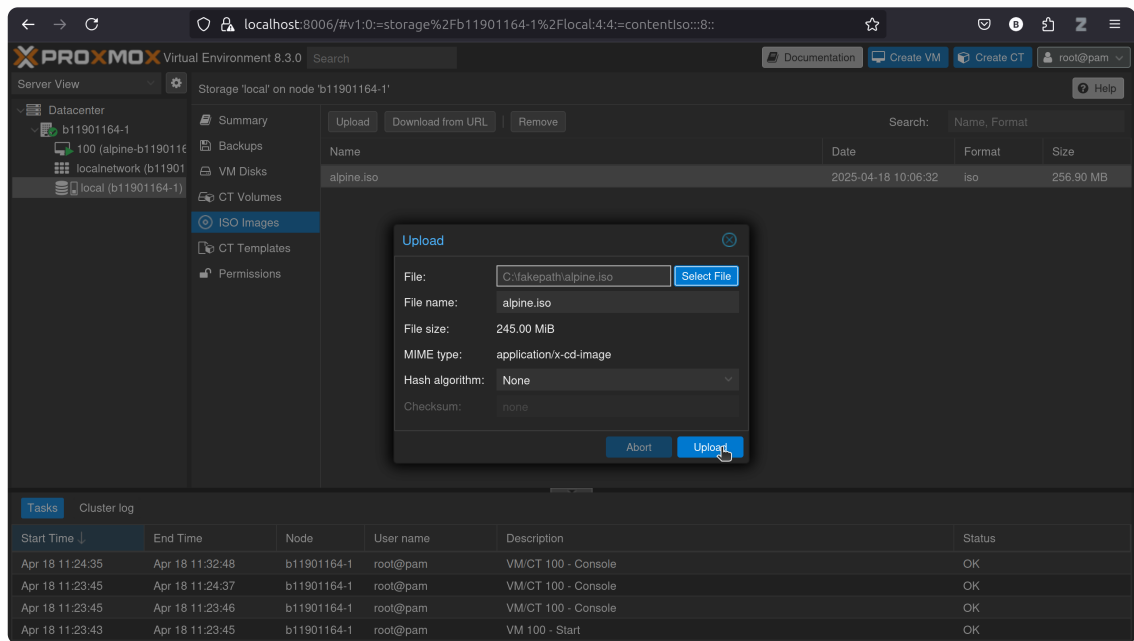 localhost:8006/#v1:0:=storage%2Fb11901164-1%2Flocal:4:4:=contentIso:::8::
B
Z
PROXMOX Virtual Environment 8.3.0 Search Documentation Create VM Create CT root@pam
Server View Storage 'local' on node 'b11901164-1' Help
Datacenter
b11901164-1
100 (alpine-b1190116
localnetwork (b11901
local (b11901164-1)
Summary
Backups
VM Disks
CT Volumes
ISO Images
CT Templates
Permissions
Upload Download from URL Remove Search: Name, Format
Name Date Format Size
alpine.iso 2025-04-18 10:06:32 iso 256.90 MB
Upload
File: C:\fakepath\alpine.iso Select File
File name: alpine.iso
File size: 245.00 MiB
MIME type: application/x-cd-image
Hash algorithm: None
Checksum: none
Abort Upload
Tasks Cluster log
Start Time End Time Node User name Description Status
Apr 18 11:24:35 Apr 18 11:32:48 b11901164-1 root@pam VM/CT 100 - Console OK
Apr 18 11:23:45 Apr 18 11:24:37 b11901164-1 root@pam VM/CT 100 - Console OK
Apr 18 11:23:45 Apr 18 11:23:46 b11901164-1 root@pam VM/CT 100 - Console OK
Apr 18 11:23:43 Apr 18 11:23:45 b11901164-1 root@pam VM 100 - Start OK